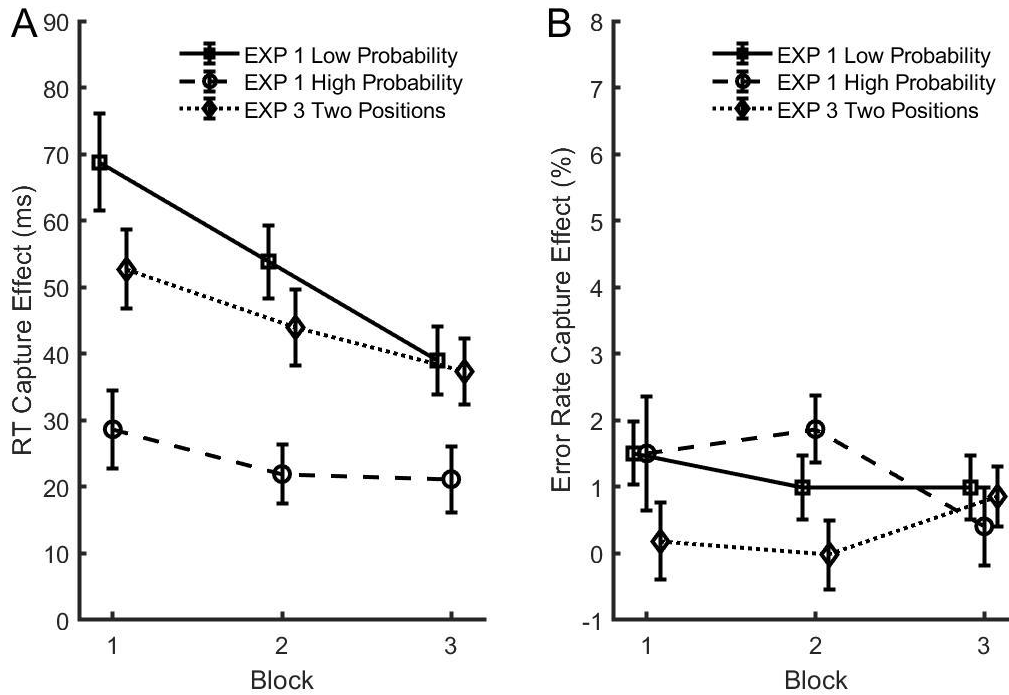 A
90
80
70
60
50
40
30
20
10
0
RT Capture Effect (ms)
EXP 1 Low Probability
EXP 1 High Probability
EXP 3 Two Positions
1 2 3
Block
B
8
7
6
5
4
3
2
1
0
-1
Error Rate Capture Effect (%)
EXP 1 Low Probability
EXP 1 High Probability
EXP 3 Two Positions
1 2 3
Block